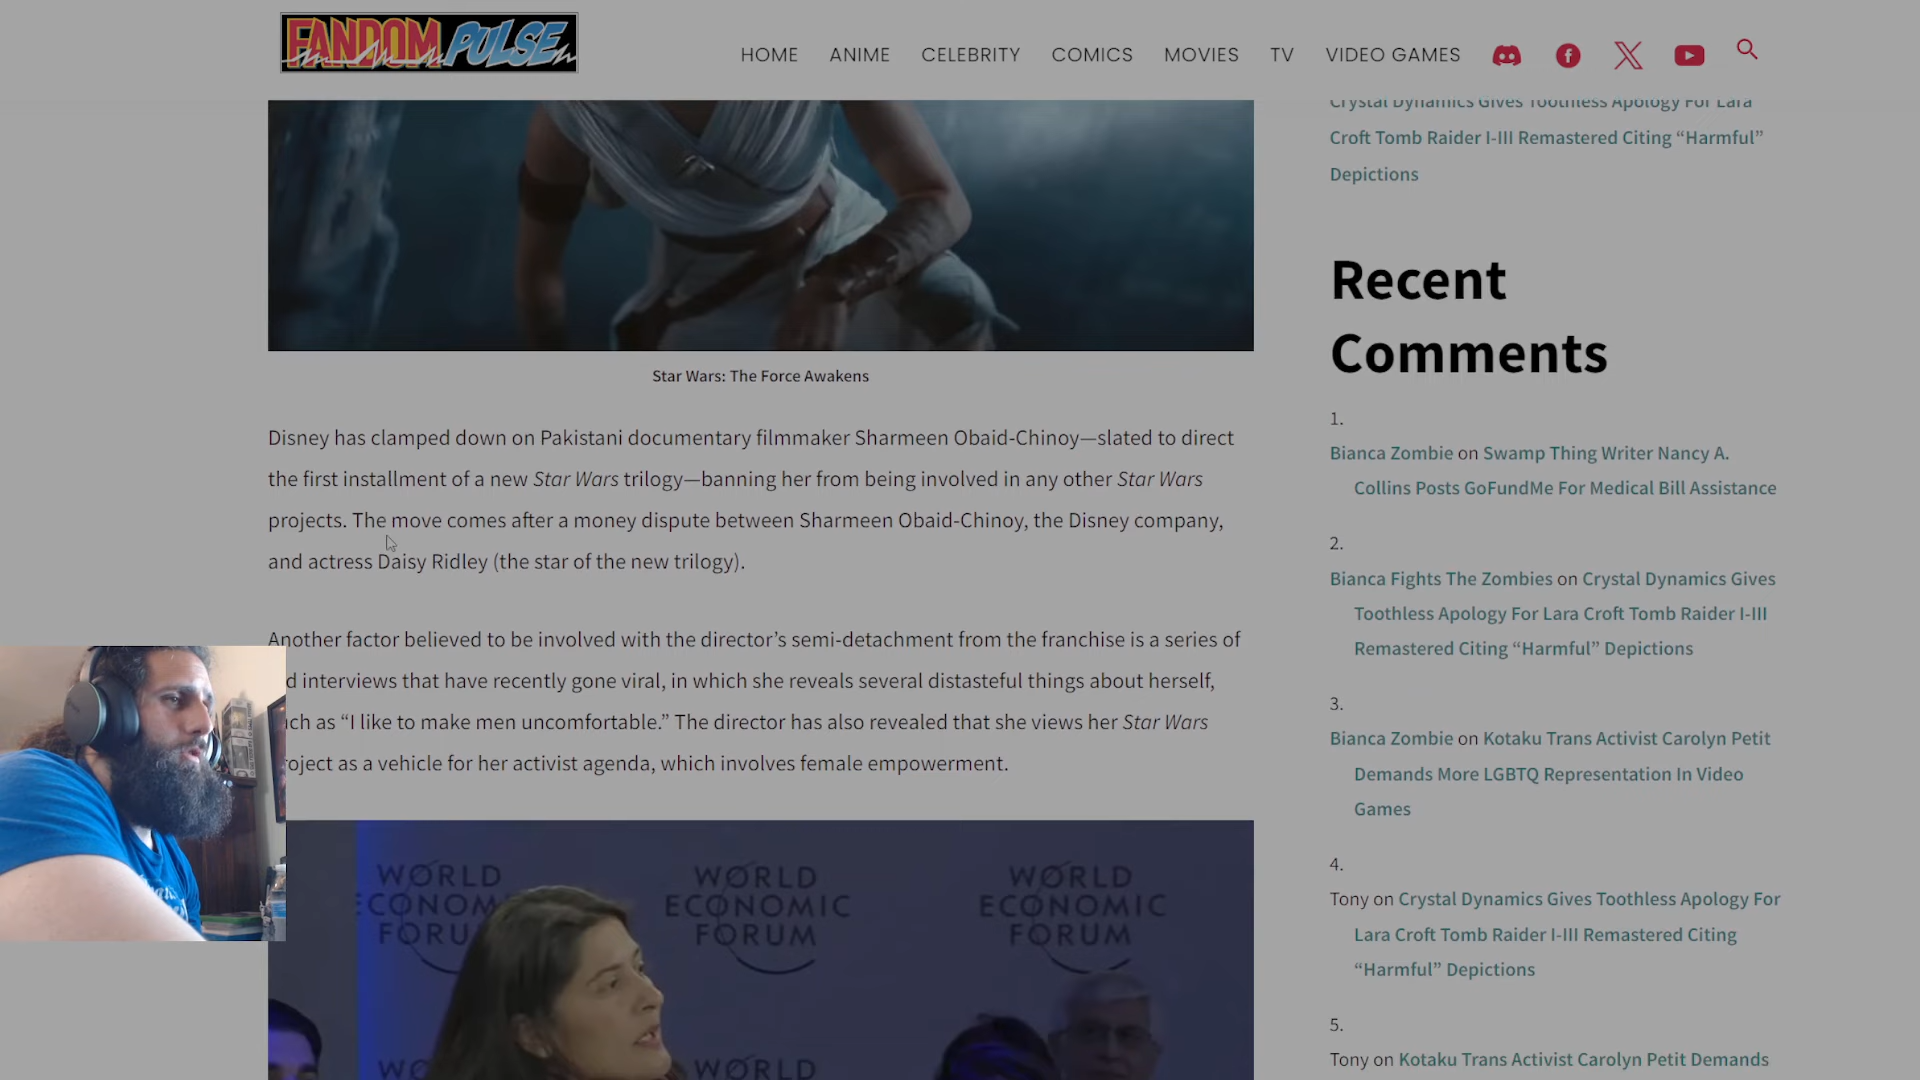 FANDOM PULSE
HOME ANIME CELEBRITY COMICS MOVIES TV VIDEO GAMES
Star Wars: The Force Awakens
Disney has clamped down on Pakistani documentary filmmaker Sharmeen Obaid-Chinoy—slated to direct
the first installment of a new Star Wars trilogy—banning her from being involved in any other Star Wars
projects. The move comes after a money dispute between Sharmeen Obaid-Chinoy, the Disney company,
and actress Daisy Ridley (the star of the new trilogy).
Another factor believed to be involved with the director’s semi-detachment from the franchise is a series of
interviews that have recently gone viral, in which she reveals several distasteful things about herself,
as “I like to make men uncomfortable.” The director has also revealed that she views her Star Wars
as a vehicle for her activist agenda, which involves female empowerment.
WORLD
ECONOMIC
FORUM
WORLD
ECONOMIC
FORUM
WORLD
ECONOMIC
FORUM
WORLD
Crystal Dynamics Gives Toothless Apology For Lara
Croft Tomb Raider I-III Remastered Citing “Harmful”
Depictions
Recent
Comments
1.
Bianca Zombie on Swamp Thing Writer Nancy A.
Collins Posts GoFundMe For Medical Bill Assistance
2.
Bianca Fights The Zombies on Crystal Dynamics Gives
Toothless Apology For Lara Croft Tomb Raider I-III
Remastered Citing “Harmful” Depictions
3.
Bianca Zombie on Kotaku Trans Activist Carolyn Petit
Demands More LGBTQ Representation In Video
Games
4.
Tony on Crystal Dynamics Gives Toothless Apology For
Lara Croft Tomb Raider I-III Remastered Citing
“Harmful” Depictions
5.
Tony on Kotaku Trans Activist Carolyn Petit Demands